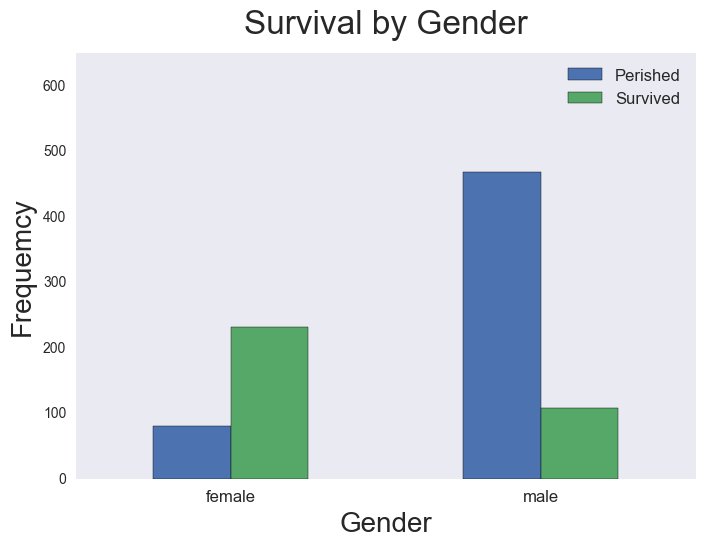 Survival by Gender
Perished
Survived
600
500
400
300
200
100
0
Frequemcy
female
male
Gender